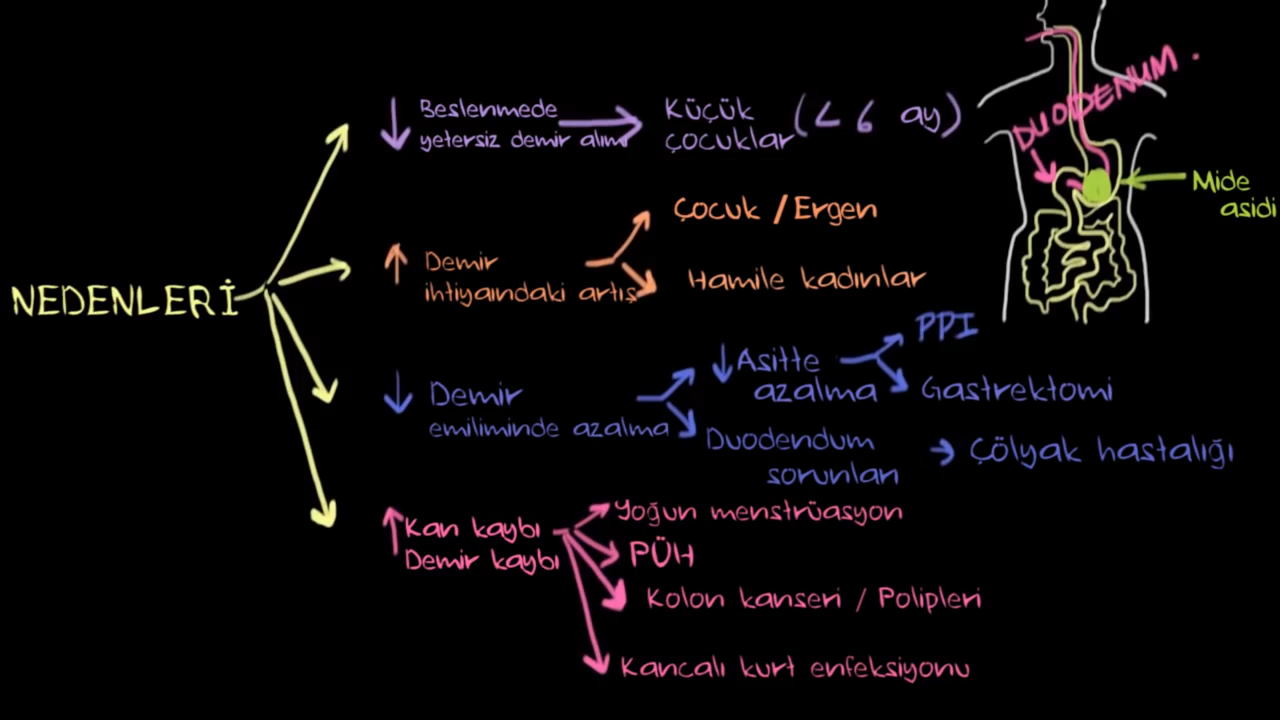 NEDENLERİ
↓ Beslenmede
yetersiz demir alımı
Küçük
çocuklar (< 6 ay)
↑ Demir
ihtiyaındaki artış
Çocuk / Ergen
Hamile kadınlar
↓ Demir
emiliminde azalma
↓ Asitte
azalma
PPI
Gastrektomi
Duodendum
sorunları
→ Çölyak hastalığı
↑ Kan kaybı
Demir kaybı
Yoğun menstrüasyon
PÜH
Kolon kanseri / Polipleri
Kancalı kurt enfeksiyonu
DUODENUM.
Mide
asidi